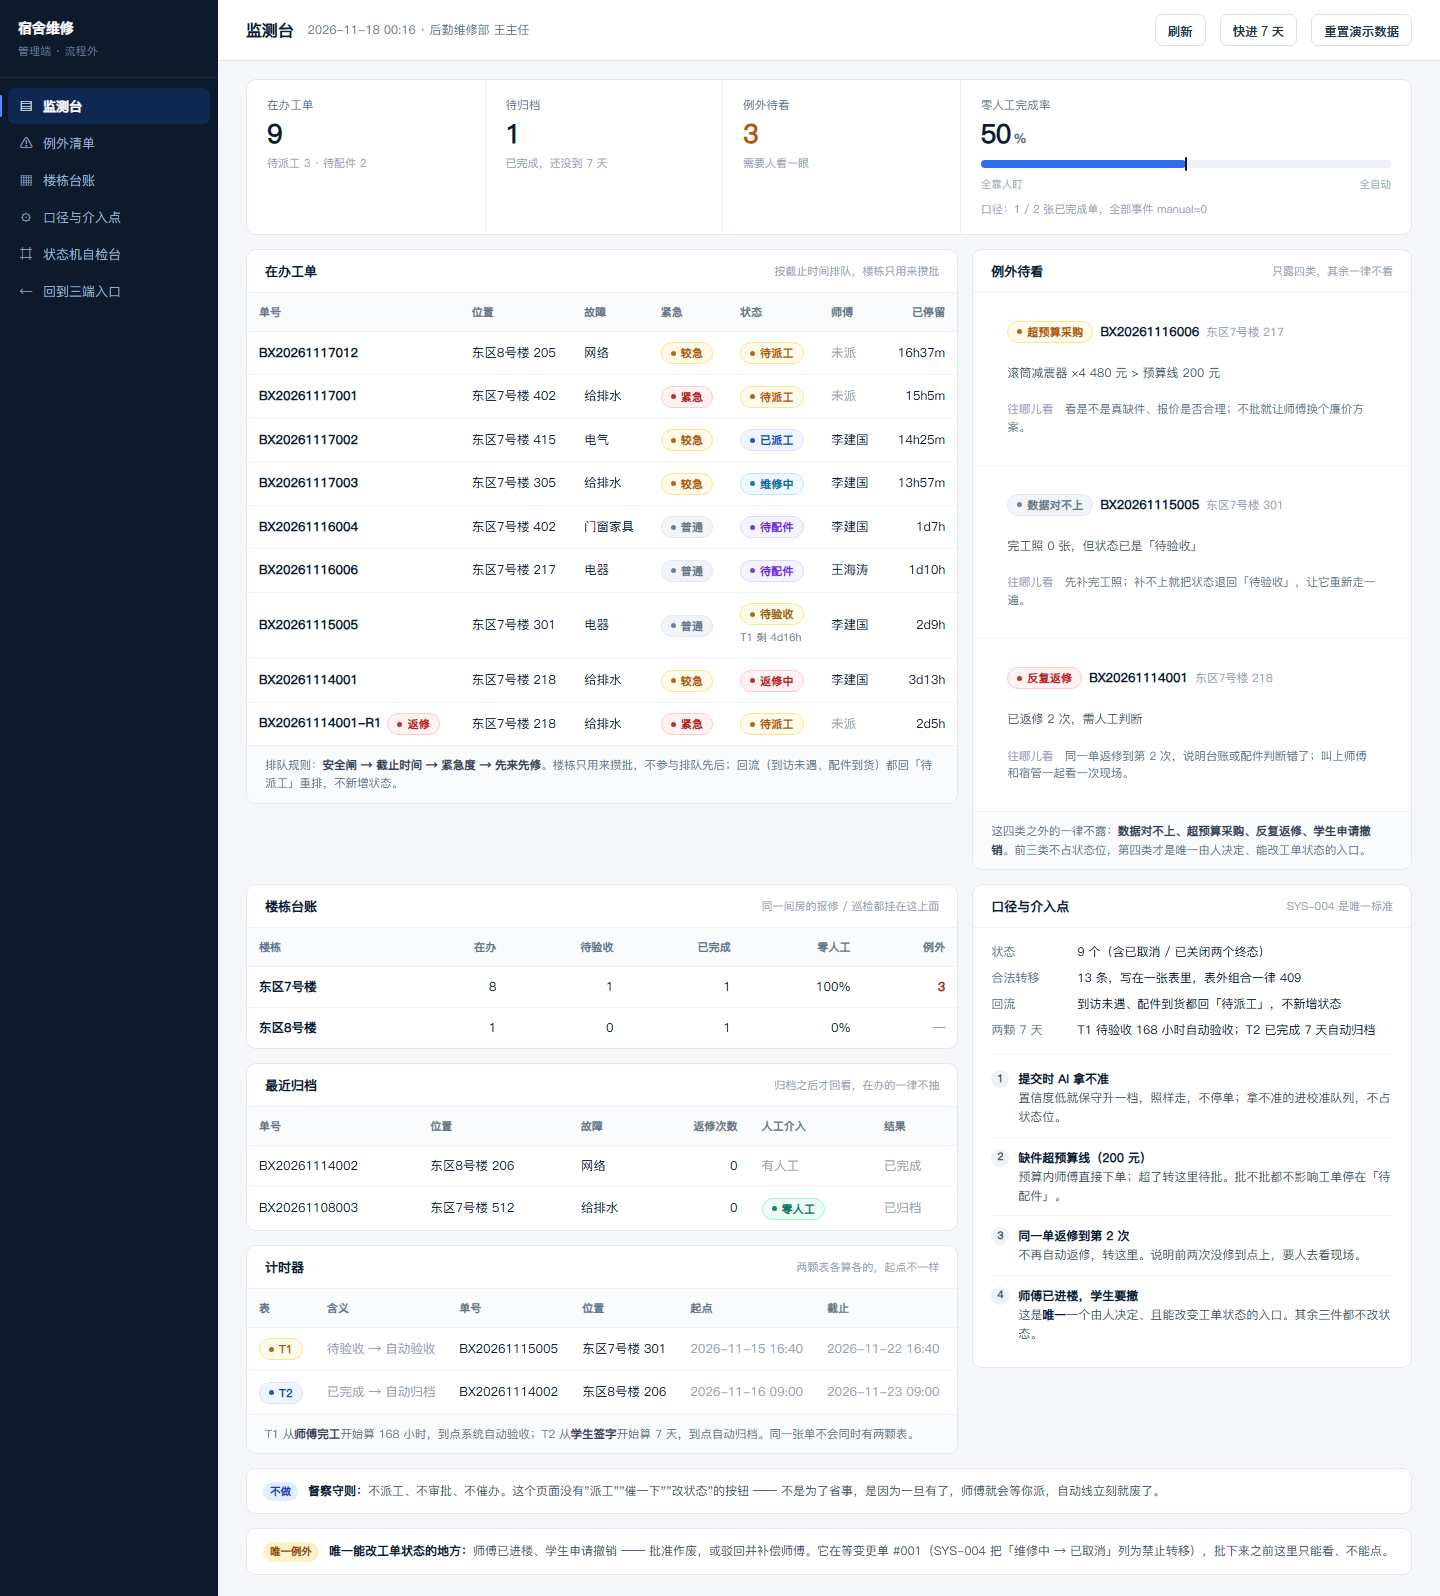 宿舍维修
管理端 · 流程外
监测台
例外清单
楼栋台账
口径与介入点
状态机自检台
回到三端入口
监测台 2026-11-18 00:16 · 后勤维修部 王主任
刷新 快进 7 天 重置演示数据
在办工单
9
待派工 3 · 待配件 2
待归档
1
已完成，还没到 7 天
例外待看
3
需要人看一眼
零人工完成率
50%
全靠人盯 全自动
口径：1 / 2 张已完成单，全部事件 manual=0
在办工单 按截止时间排队，楼栋只用来攒批
单号 位置 故障 紧急 状态 师傅 已停留
BX20261117012 东区8号楼 205 网络 较急 待派工 未派 16h37m
BX20261117001 东区7号楼 402 给排水 紧急 待派工 未派 15h5m
BX20261117002 东区7号楼 415 电气 较急 已派工 李建国 14h25m
BX20261117003 东区7号楼 305 给排水 较急 维修中 李建国 13h57m
BX20261116004 东区7号楼 402 门窗家具 普通 待配件 李建国 1d7h
BX20261116006 东区7号楼 217 电器 普通 待配件 王海涛 1d10h
BX20261115005 东区7号楼 301 电器 普通 待验收 李建国 2d9h
T1 剩 4d16h
BX20261114001 东区7号楼 218 给排水 较急 返修中 李建国 3d13h
BX20261114001-R1 返修 东区7号楼 218 给排水 紧急 待派工 未派 2d5h
排队规则：安全闸 → 截止时间 → 紧急度 → 先来先修。楼栋只用来攒批，不参与排队先后；回流（到访未遇、配件到货）都回「待
派工」重排，不新增状态。
例外待看 只露四类，其余一律不看
超预算采购 BX20261116006 东区7号楼 217
滚筒减震器 ×4 480 元 > 预算线 200 元
往哪儿看 看是不是真缺件、报价是否合理；不批就让师傅换个廉价方
案。
数据对不上 BX20261115005 东区7号楼 301
完工照 0 张，但状态已是「待验收」
往哪儿看 先补完工照；补不上就把状态退回「待验收」，让它重新走一
遍。
反复返修 BX20261114001 东区7号楼 218
已返修 2 次，需人工判断
往哪儿看 同一单返修到第 2 次，说明台账或配件判断错了；叫上师傅
和宿管一起看一次现场。
这四类之外的一律不露：数据对不上、超预算采购、反复返修、学生申请撤
销。前三类不占状态位，第四类才是唯一由人决定、能改工单状态的入口。
楼栋台账 同一间房的报修 / 巡检都挂在这上面
楼栋 在办 待验收 已完成 零人工 例外
东区7号楼 8 1 1 100% 3
东区8号楼 1 0 1 0% —
最近归档 归档之后才回看，在办的一律不抽
单号 位置 故障 返修次数 人工介入 结果
BX20261114002 东区8号楼 206 网络 0 有人工 已完成
BX20261108003 东区7号楼 512 给排水 0 零人工 已归档
计时器 两颗表各算各的，起点不一样
表 含义 单号 位置 起点 截止
T1 待验收 → 自动验收 BX20261115005 东区7号楼 301 2026-11-15 16:40 2026-11-22 16:40
T2 已完成 → 自动归档 BX20261114002 东区8号楼 206 2026-11-16 09:00 2026-11-23 09:00
T1 从师傅完工开始算 168 小时，到点系统自动验收；T2 从学生签字开始算 7 天，到点自动归档。同一张单不会同时有两颗表。
口径与介入点 SYS-004 是唯一标准
状态 9 个（含已取消 / 已关闭两个终态）
合法转移 13 条，写在一张表里，表外组合一律 409
回流 到访未遇、配件到货都回「待派工」，不新增状态
两颗 7 天 T1 待验收 168 小时自动验收；T2 已完成 7 天自动归档
1 提交时 AI 拿不准
置信度低就保守升一档，照样走，不停单；拿不准的进校准队列，不占
状态位。
2 缺件超预算线（200 元）
预算内师傅直接下单；超了转这里待批。批不批都不影响工单停在「待
配件」。
3 同一单返修到第 2 次
不再自动返修，转这里。说明前两次没修到点上，要人去看现场。
4 师傅已进楼，学生要撤
这是唯一一个由人决定、且能改变工单状态的入口。其余三件都不改状
态。
不做 督察守则：不派工、不审批、不催办。这个页面没有”派工””催一下””改状态”的按钮 —— 不是为了省事，是因为一旦有了，师傅就会等你派，自动线立刻就废了。
唯一例外 唯一能改工单状态的地方：师傅已进楼、学生申请撤销 —— 批准作废，或驳回并补偿师傅。它在等变更单 #001（SYS-004 把「维修中 → 已取消」列为禁止转移），批下来之前这里只能看、不能点。